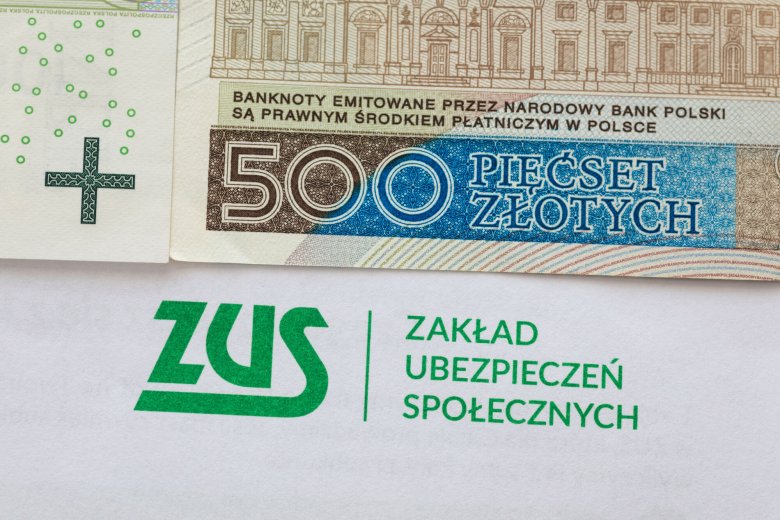 BANKNOTY EMITOWANE PRZEZ NARODOWY BANK POLSKI
SĄ PRAWNYM ŚRODKIEM PŁATNICZYM W POLSCE
500 PIĘĆSET
ZŁOTYCH
ZUS
ZAKŁAD
UBEZPIECZEŃ
SPOŁECZNYCH